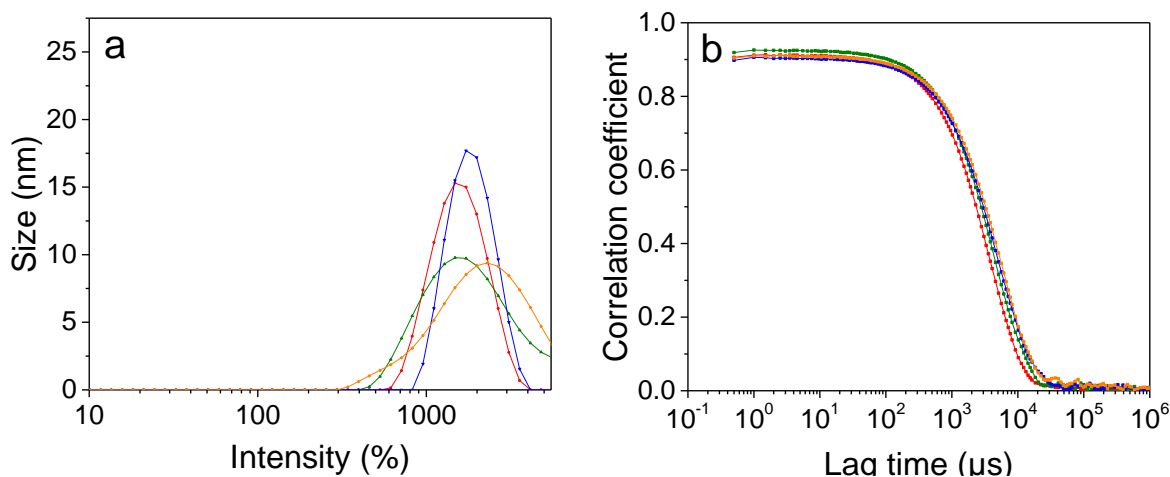 a
25
20
15
10
5
0
Size (nm)
10
100
1000
Intensity (%)
b
1.0
0.8
0.6
0.4
0.2
0.0
Correlation coefficient
10⁻¹ 10⁰ 10¹ 10² 10³ 10⁴ 10⁵ 10⁶
Lag time (µs)